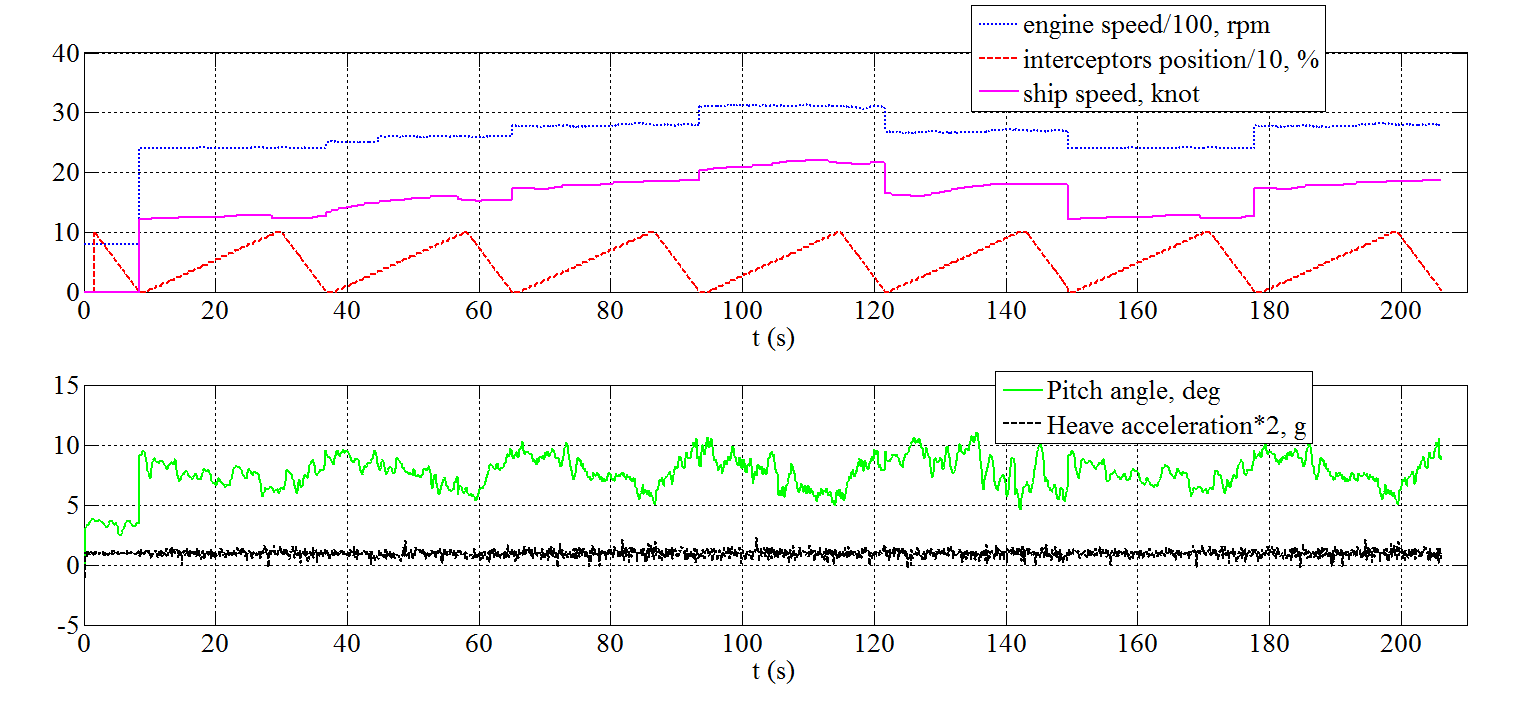 engine speed/100, rpm
interceptors position/10, %
ship speed, knot
40
30
20
10
0
0 20 40 60 80 100 120 140 160 180 200
t (s)
Pitch angle, deg
Heave acceleration*2, g
15
10
5
0
-5
0 20 40 60 80 100 120 140 160 180 200
t (s)